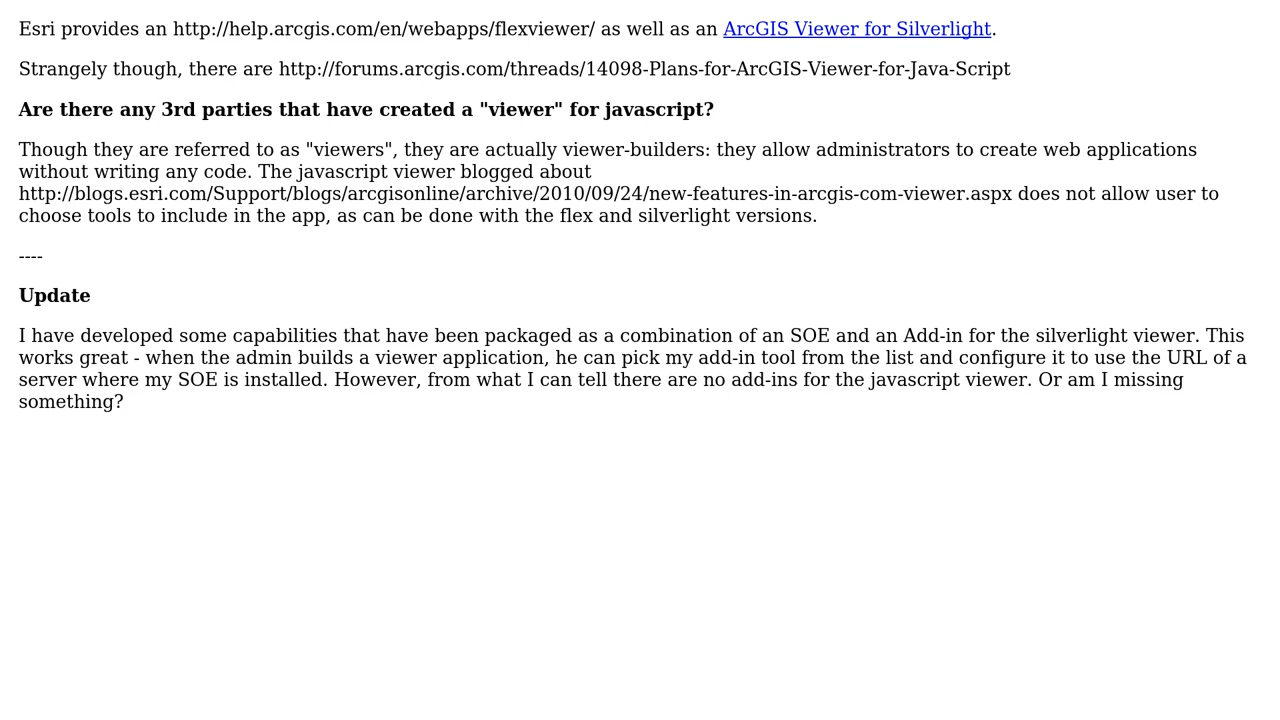 Esri provides an http://help.arcgis.com/en/webapps/flexviewer/ as well as an ArcGIS Viewer for Silverlight.
Strangely though, there are http://forums.arcgis.com/threads/14098-Plans-for-ArcGIS-Viewer-for-Java-Script
Are there any 3rd parties that have created a "viewer" for javascript?
Though they are referred to as "viewers", they are actually viewer-builders: they allow administrators to create web applications
without writing any code. The javascript viewer blogged about
http://blogs.esri.com/Support/blogs/arcgisonline/archive/2010/09/24/new-features-in-arcgis-com-viewer.aspx does not allow user to
choose tools to include in the app, as can be done with the flex and silverlight versions.
----
Update
I have developed some capabilities that have been packaged as a combination of an SOE and an Add-in for the silverlight viewer. This
works great - when the admin builds a viewer application, he can pick my add-in tool from the list and configure it to use the URL of a
server where my SOE is installed. However, from what I can tell there are no add-ins for the javascript viewer. Or am I missing
something?